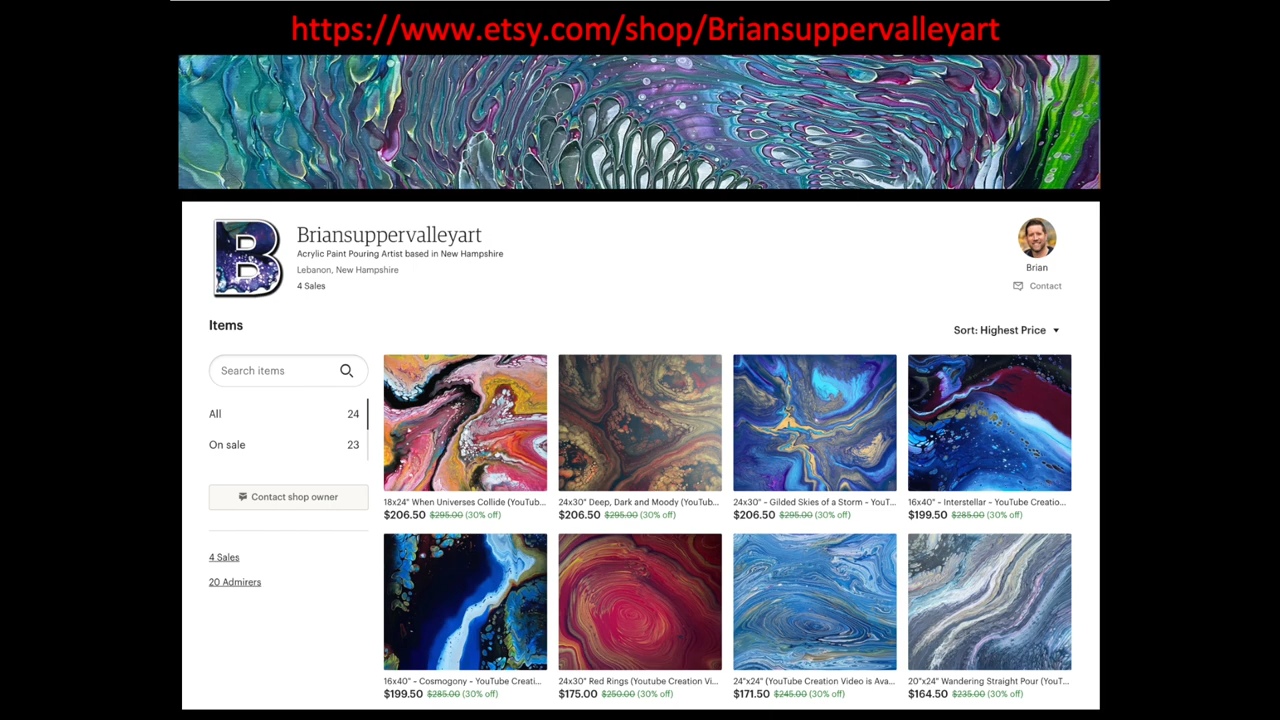 https://www.etsy.com/shop/Briansuppervalleyart
B
Briansuppervalleyart
Acrylic Paint Pouring Artist based in New Hampshire
Lebanon, New Hampshire
4 Sales
Brian
Contact
Items
Sort: Highest Price
Search items
All 24
On sale 23
Contact shop owner
4 Sales
20 Admirers
18x24" When Universes Collide (YouTub...
$206.50 $295.00 (30% off)
24x30" Deep, Dark and Moody (YouTub...
$206.50 $295.00 (30% off)
24x30" - Gilded Skies of a Storm - YouT...
$206.50 $295.00 (30% off)
16x40" - Interstellar - YouTube Creatio...
$199.50 $285.00 (30% off)
16x40" - Cosmogony - YouTube Creati...
$199.50 $285.00 (30% off)
24x30" Red Rings (Youtube Creation Vi...
$175.00 $250.00 (30% off)
24"x24" (YouTube Creation Video is Ava...
$171.50 $245.00 (30% off)
20"x24" Wandering Straight Pour (YouT...
$164.50 $235.00 (30% off)